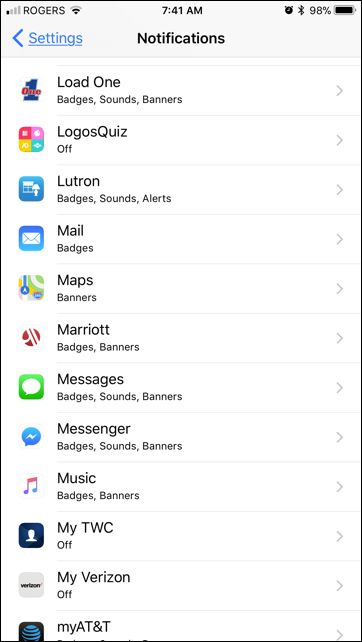 ROGERS 7:41 AM 98%
Settings Notifications
Load One
Badges, Sounds, Banners
LogosQuiz
Off
Lutron
Badges, Sounds, Alerts
Mail
Badges
Maps
Banners
Marriott
Badges, Banners
Messages
Badges, Sounds, Banners
Messenger
Badges, Sounds, Banners
Music
Badges, Banners
My TWC
Off
verizon
My Verizon
Off
myAT&T